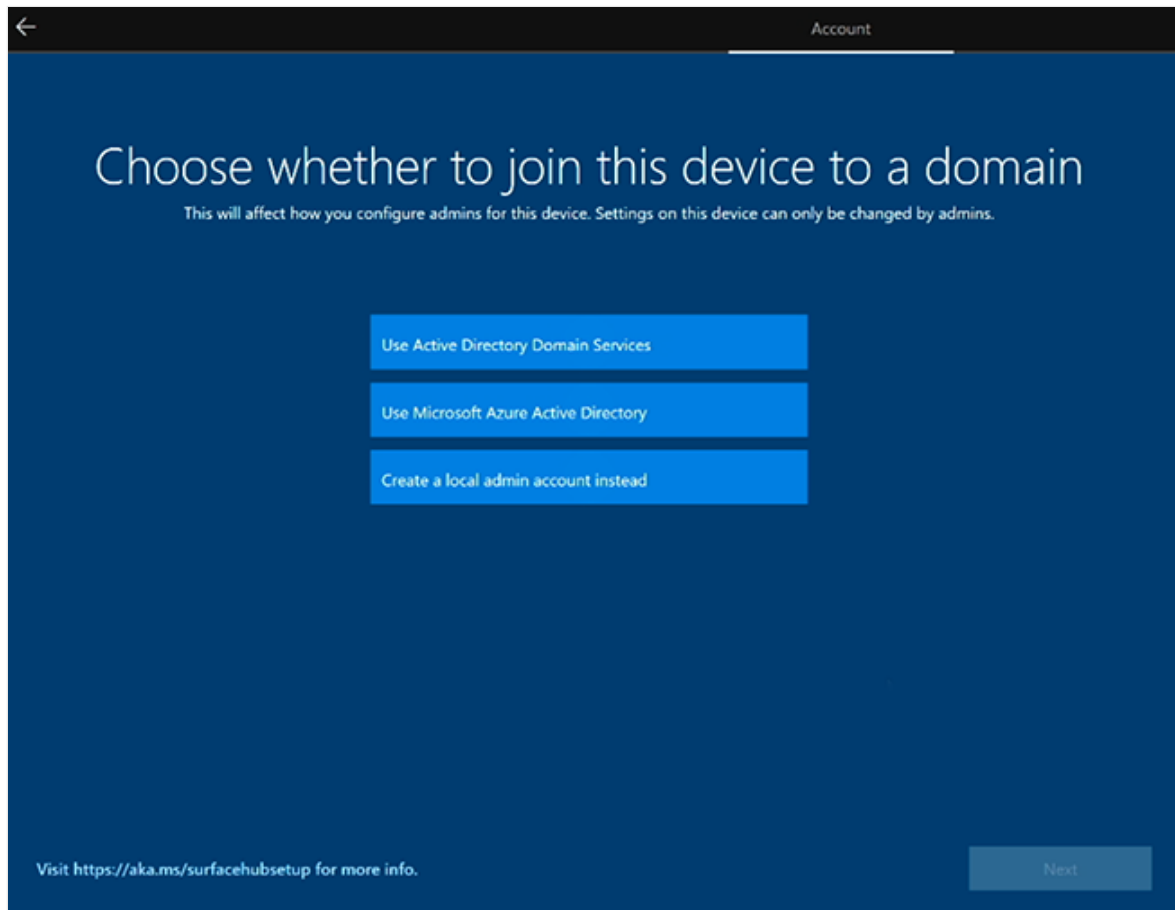 Account
Choose whether to join this device to a domain
This will affect how you configure admins for this device. Settings on this device can only be changed by admins.
Use Active Directory Domain Services
Use Microsoft Azure Active Directory
Create a local admin account instead
Visit https://aka.ms/surfacehubsetup for more info.
Next